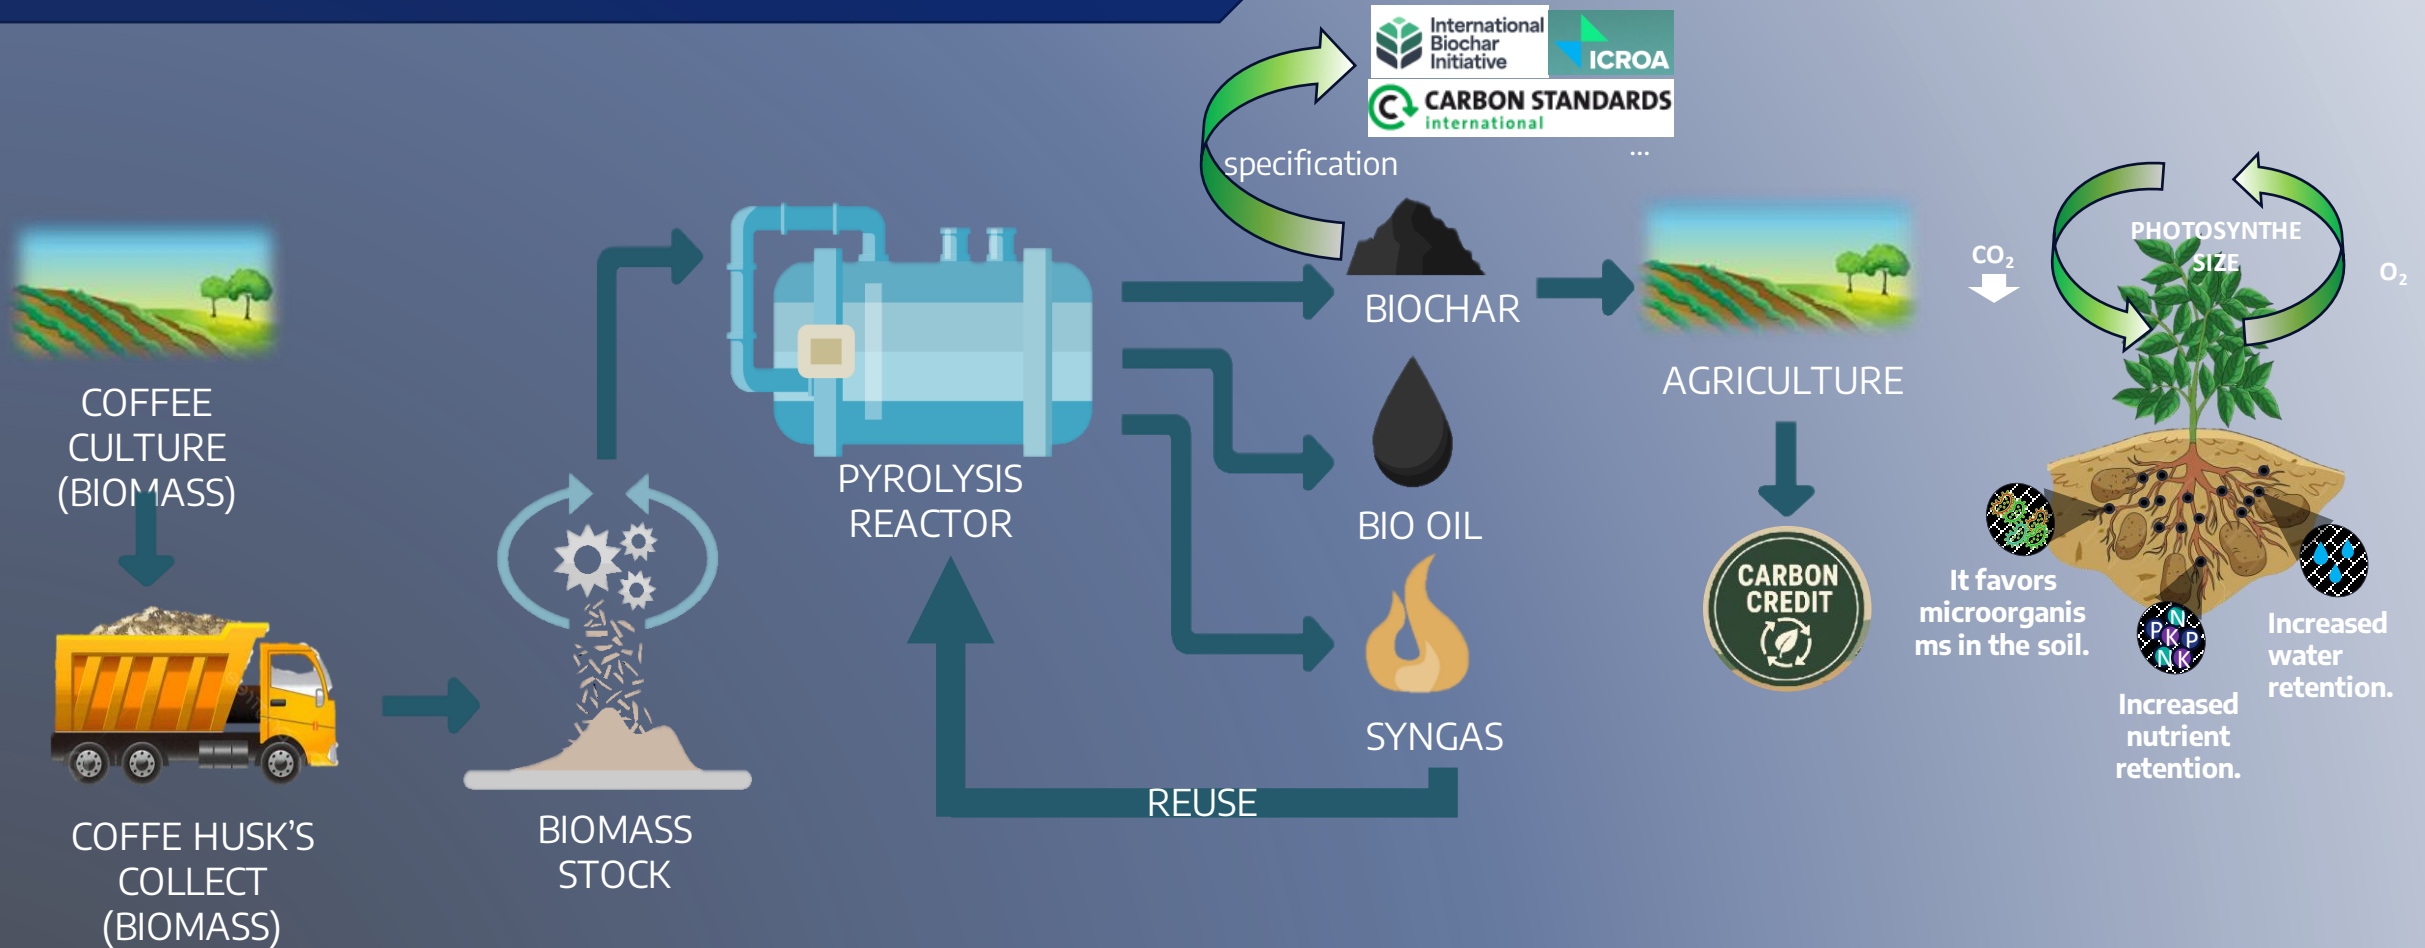 International
Biochar
Initiative
ICROA
CARBON STANDARDS
international
...
specification
COFFEE
CULTURE
(BIOMASS)
COFFE HUSK’S
COLLECT
(BIOMASS)
BIOMASS
STOCK
PYROLYSIS
REACTOR
BIOCHAR
BIO OIL
SYNGAS
REUSE
AGRICULTURE
CARBON
CREDIT
CO₂
PHOTOSYNTHE
SIZE
O₂
It favors
microorganis
ms in the soil.
N
P K P
N K
Increased
nutrient
retention.
Increased
water
retention.